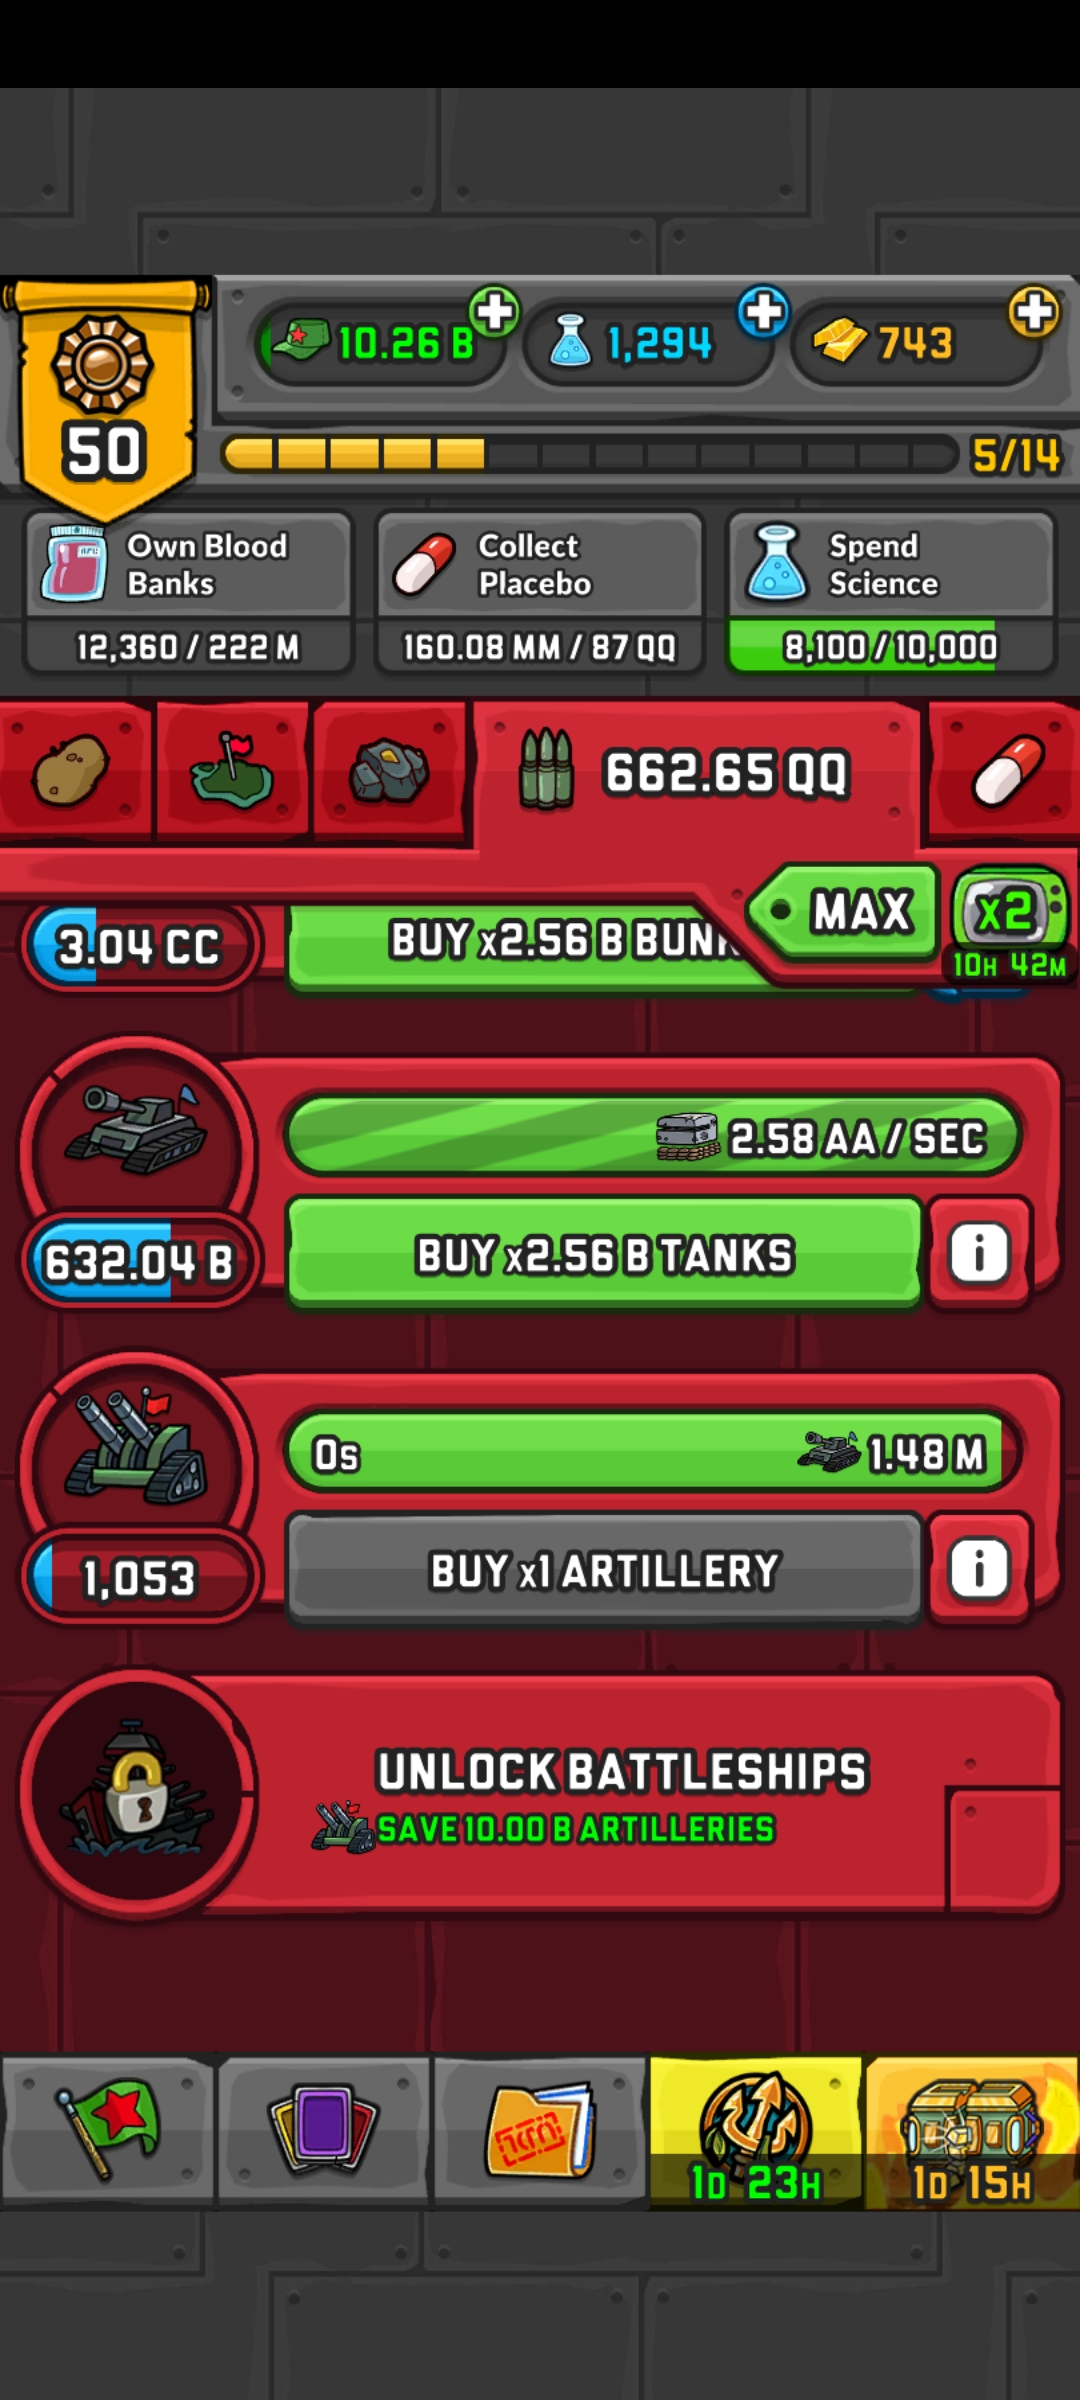 10.26 B
1,294
743
50
5/14
Own Blood
Banks
12,360 / 222 M
Collect
Placebo
160.08 MM / 87 QQ
Spend
Science
8,100 / 10,000
662.65 QQ
MAX
x2
10H 42M
3.04 CC
BUY x2.56 B
2.58 AA / SEC
632.04 B
BUY x2.56 B TANKS
i
0s
1.48 M
1,053
BUY x1 ARTILLERY
i
UNLOCK BATTLESHIPS
SAVE 10.00 B ARTILLERIES
1D 23H
1D 15H